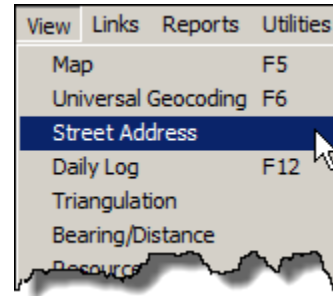 View Links Reports Utilities
Map F5
Universal Geocoding F6
Street Address
Daily Log F12
Triangulation
Bearing/Distance